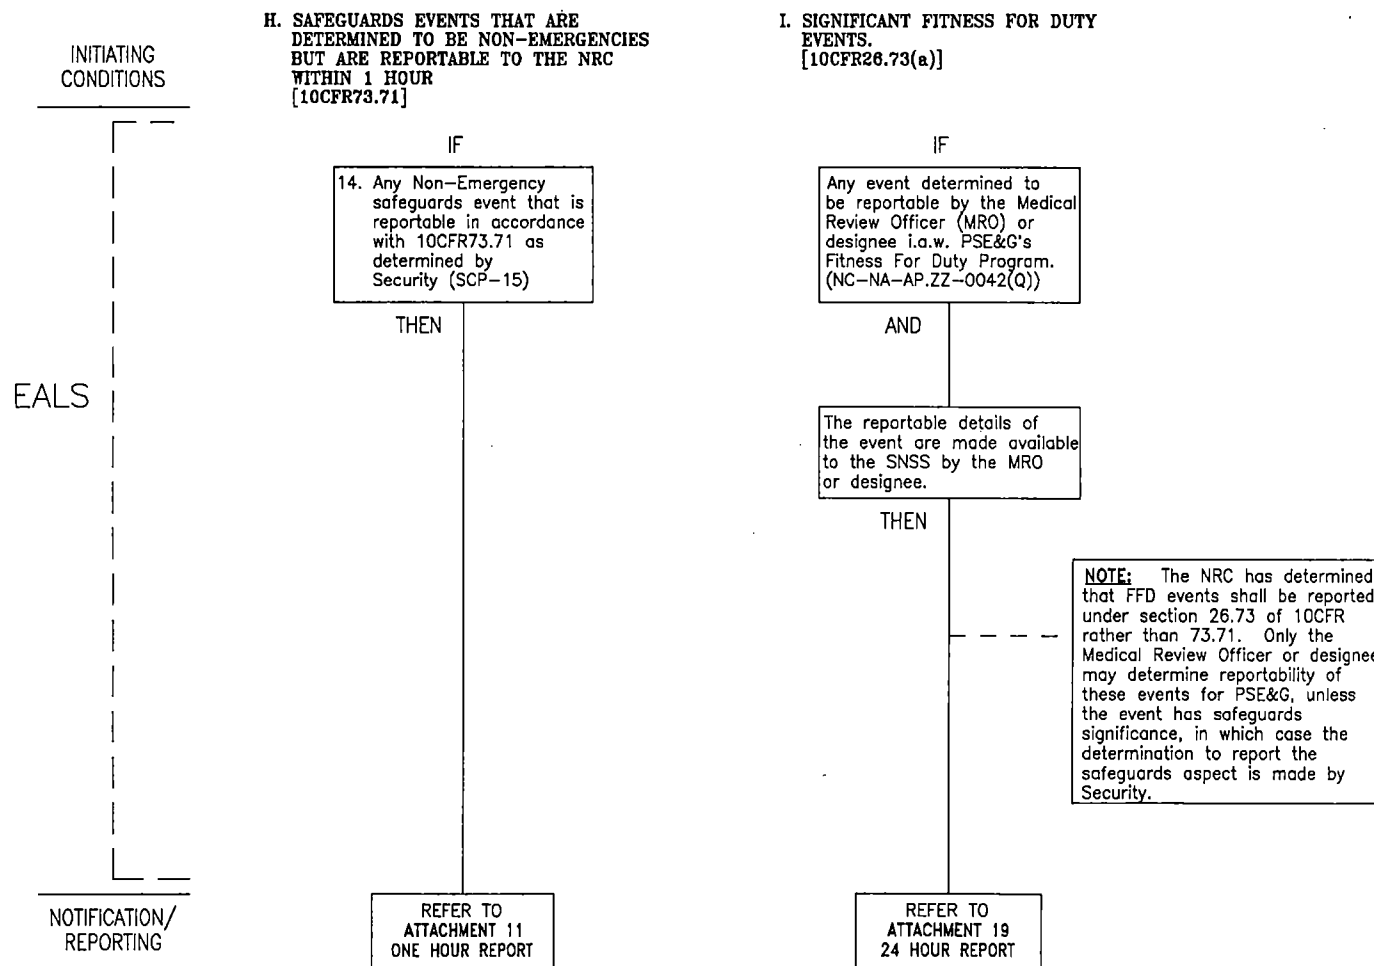 INITIATING
CONDITIONS
H. SAFEGUARDS EVENTS THAT ARE
DETERMINED TO BE NON-EMERGENCIES
BUT ARE REPORTABLE TO THE NRC
WITHIN 1 HOUR
[10CFR73.71]
I. SIGNIFICANT FITNESS FOR DUTY
EVENTS.
[10CFR26.73(a)]
EALS
IF
14. Any Non-Emergency
safeguards event that is
reportable in accordance
with 10CFR73.71 as
determined by
Security (SCP-15)
THEN
IF
Any event determined to
be reportable by the Medical
Review Officer (MRO) or
designee i.a.w. PSE&G's
Fitness For Duty Program.
(NC-NA-AP.ZZ-0042(Q))
AND
The reportable details of
the event are made available
to the SNSS by the MRO
or designee.
THEN
NOTE: The NRC has determined
that FFD events shall be reported
under section 26.73 of 10CFR
rather than 73.71. Only the
Medical Review Officer or designee
may determine reportability of
these events for PSE&G, unless
the event has safeguards
significance, in which case the
determination to report the
safeguards aspect is made by
Security.
NOTIFICATION/
REPORTING
REFER TO
ATTACHMENT 11
ONE HOUR REPORT
REFER TO
ATTACHMENT 19
24 HOUR REPORT